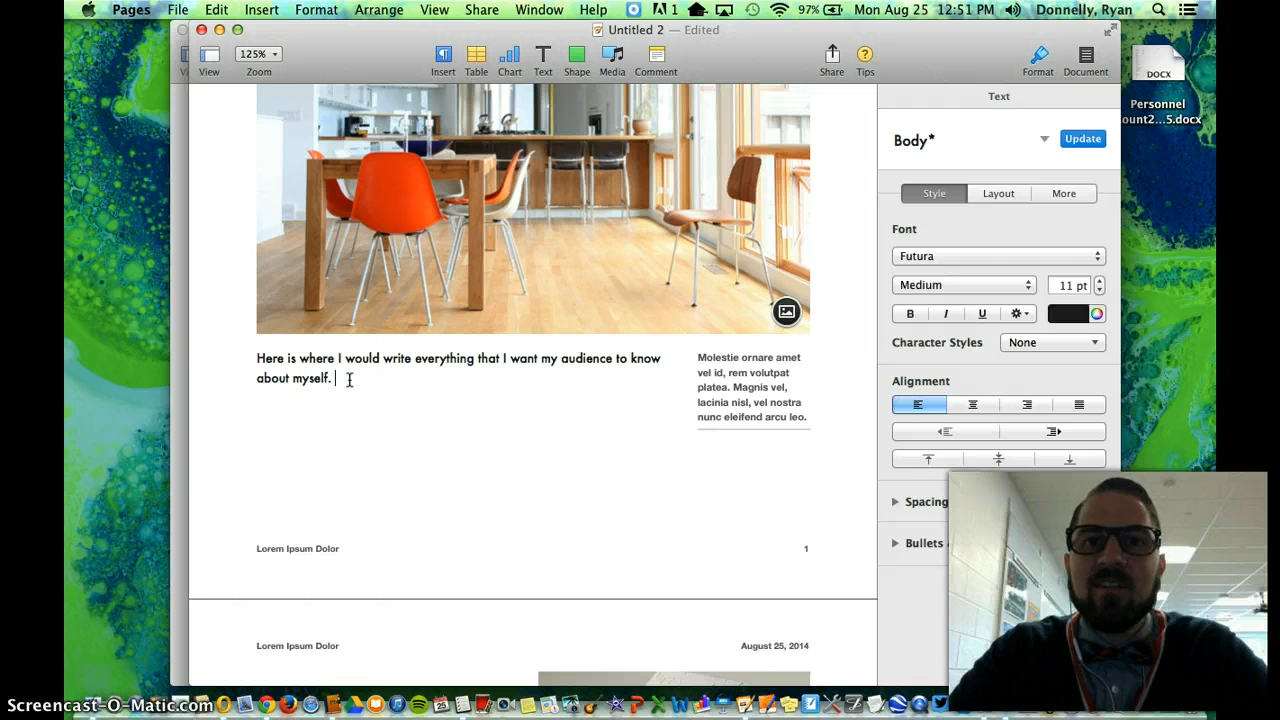 Pages File Edit Insert Format Arrange View Share Window Help 1 97% Mon Aug 25 12:51 PM Donnelly, Ryan
Untitled 2 — Edited
125%
View Zoom Insert Table Chart Text Shape Media Comment Share Tips Format Document
DOCX
Personnel
ount2...5.docx
Text
Body* Update
Style Layout More
Font
Futura
Medium 11 pt
B I U
Character Styles None
Alignment
Spacing
Bullets
Here is where I would write everything that I want my audience to know
about myself.
Molestie ornare amet
vel id, rem volutpat
platea. Magnis vel,
lacinia nisl, vel nostra
nunc eleifend arcu leo.
Lorem Ipsum Dolor 1
Lorem Ipsum Dolor August 25, 2014
Screencast-O-Matic.com